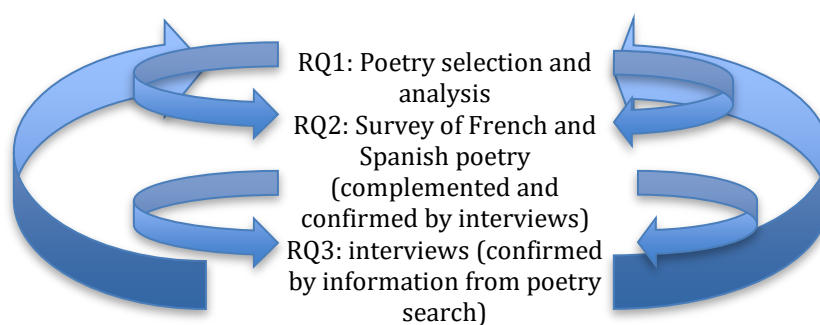 RQ1: Poetry selection and
analysis
RQ2: Survey of French and
Spanish poetry
(complemented and
confirmed by interviews)
RQ3: interviews (confirmed
by information from poetry
search)